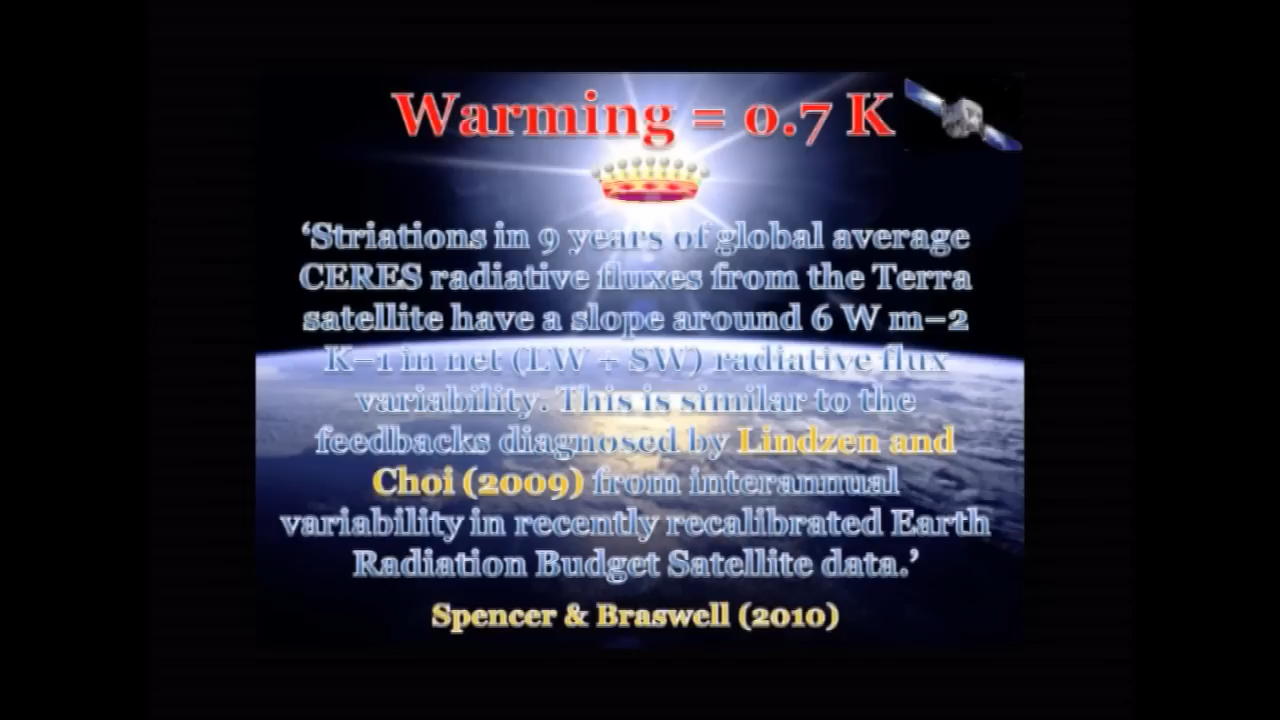 Warming = 0.7 K
‘Striations in 9 years of global average
CERES radiative fluxes from the Terra
satellite have a slope around 6 W m−2
K−1 in net (LW + SW) radiative flux
variability. This is similar to the
feedbacks diagnosed by Lindzen and
Choi (2009) from interannual
variability in recently recalibrated Earth
Radiation Budget Satellite data.’
Spencer & Braswell (2010)